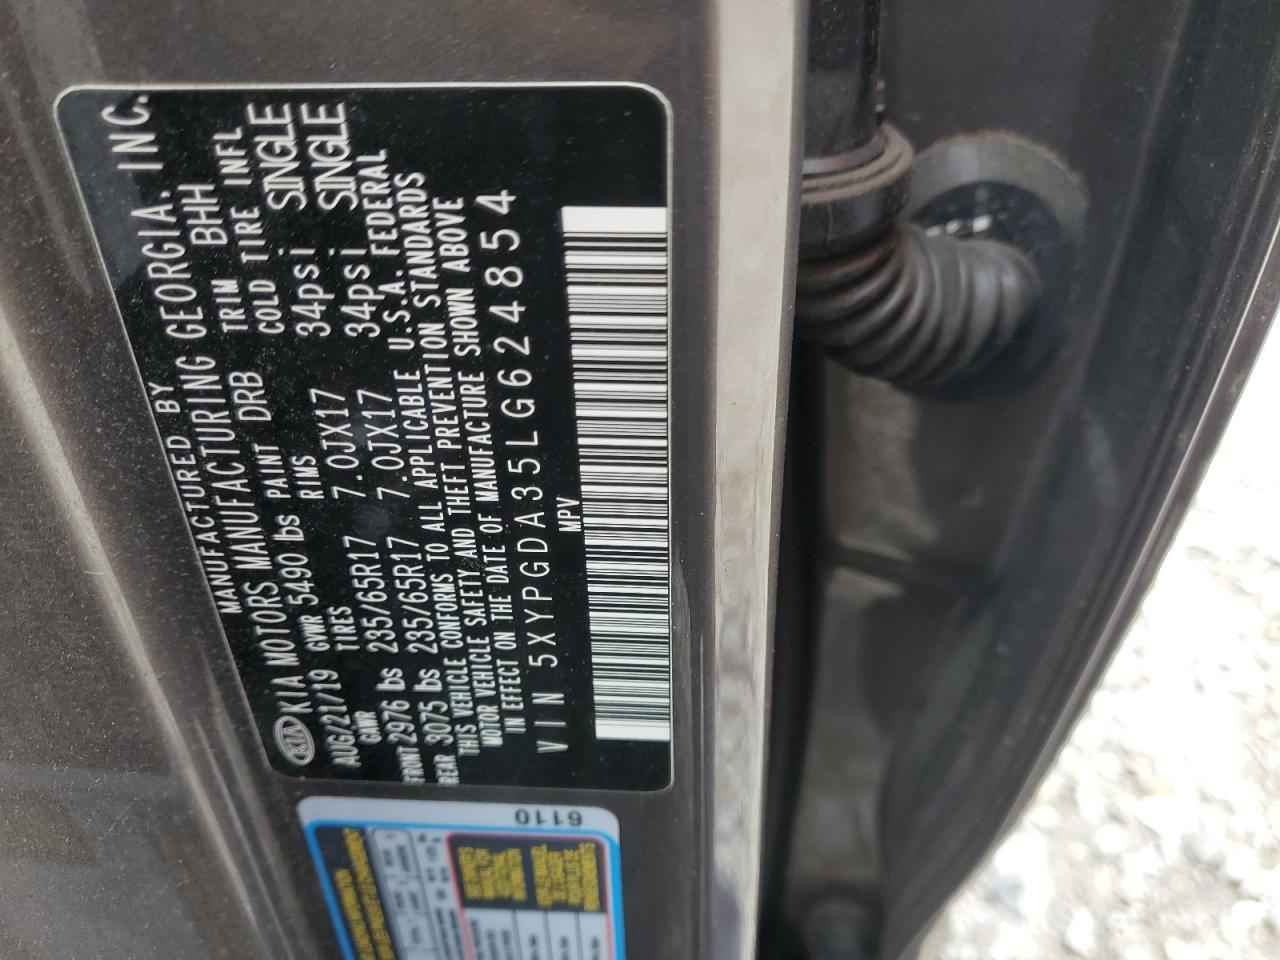 MANUFACTURED BY
KIA KIA MOTORS MANUFACTURING GEORGIA. INC.
AUG/21/19 GVWR 5490 lbs PAINT DRB TRIM BHH
GAWR TIRES RIMS COLD TIRE INFL
FRONT 2976 lbs 235/65R17 7.0JX17 34psi SINGLE
REAR 3075 lbs 235/65R17 7.0JX17 34psi SINGLE
THIS VEHICLE CONFORMS TO ALL APPLICABLE U.S.A. FEDERAL
MOTOR VEHICLE SAFETY AND THEFT PREVENTION STANDARDS
IN EFFECT ON THE DATE OF MANUFACTURE SHOWN ABOVE
VIN 5XYPGDA35LG624854
MPV
6110